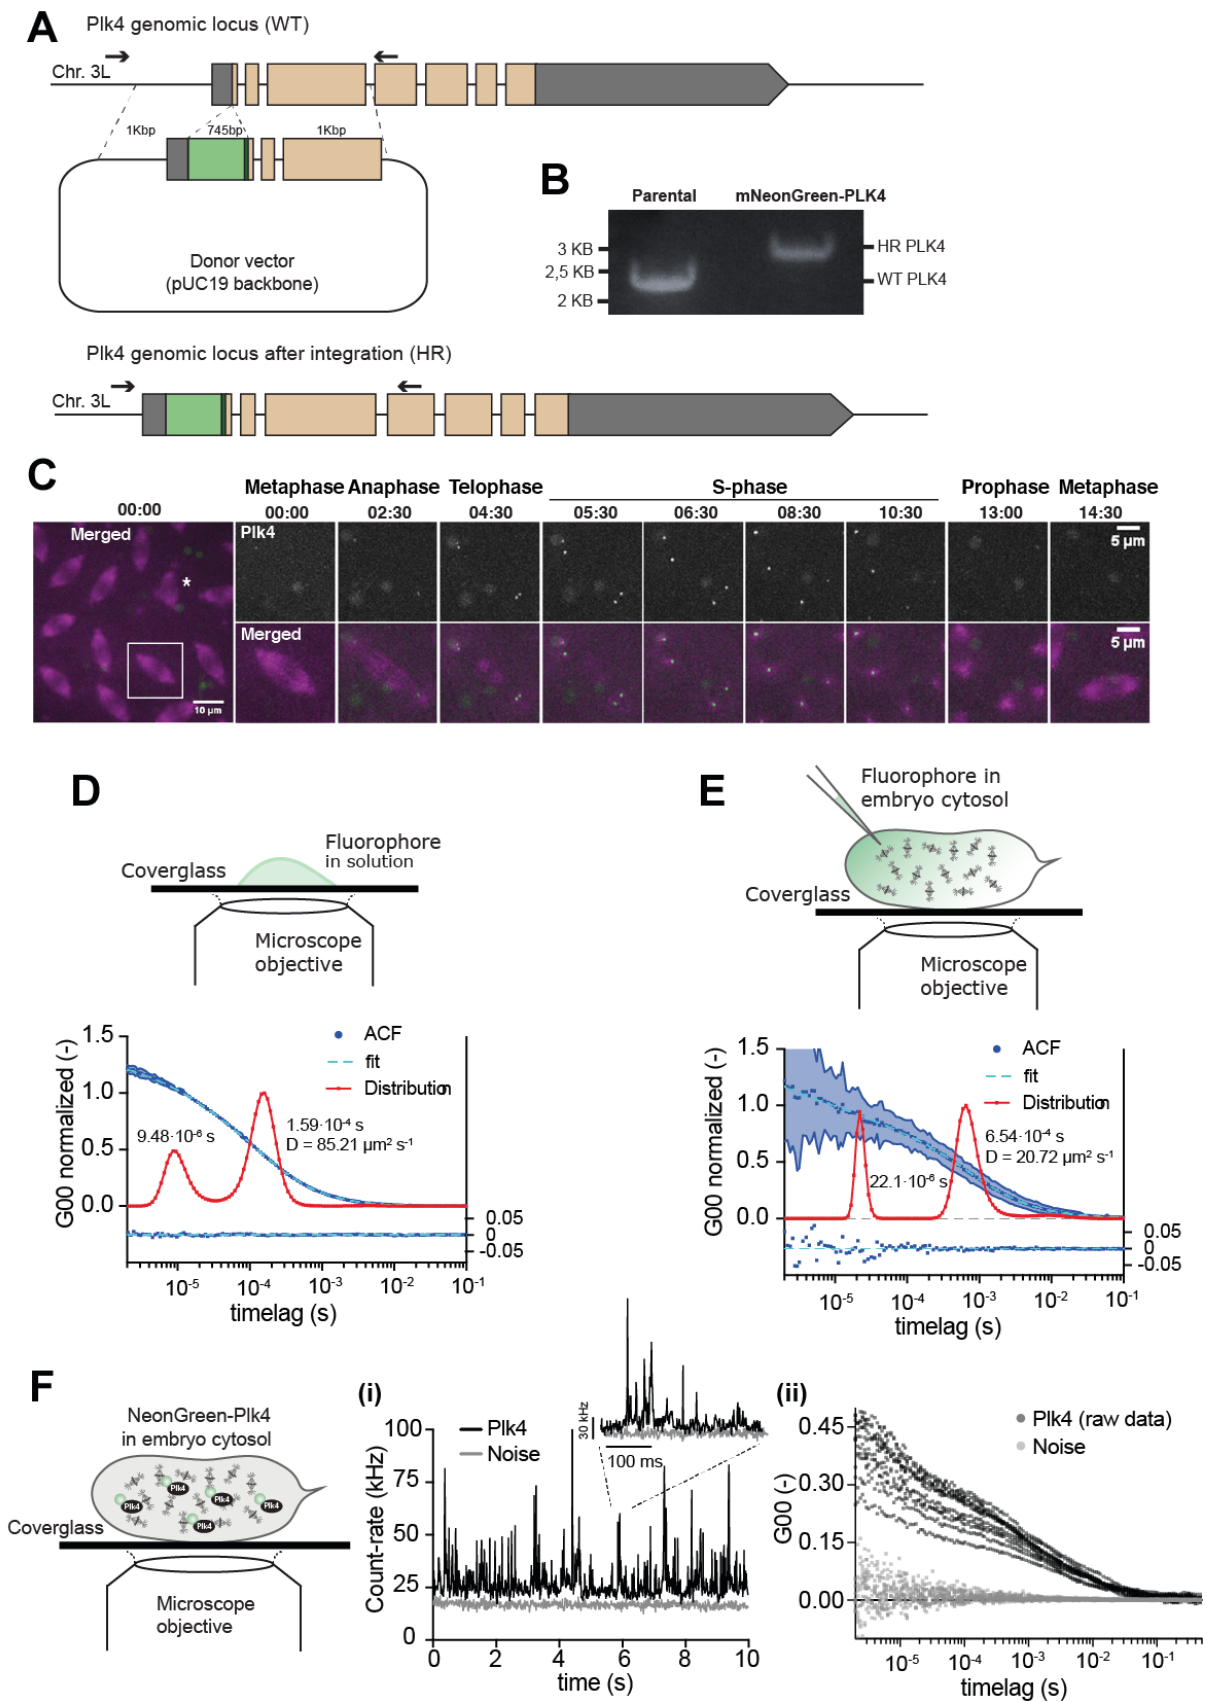 A
Plk4 genomic locus (WT)
Chr. 3L
1Kbp
745bp
1Kbp
Donor vector
(pUC19 backbone)
Plk4 genomic locus after integration (HR)
Chr. 3L
B
Parental
mNeonGreen-PLK4
3 KB
2,5 KB
2 KB
HR PLK4
WT PLK4
C
Metaphase Anaphase Telophase S-phase Prophase Metaphase
00:00 00:00 02:30 04:30 05:30 06:30 08:30 10:30 13:00 14:30
Merged
*
10 µm
Plk4
5 µm
Merged
5 µm
D
Fluorophore
in solution
Coverglass
Microscope
objective
1.5
1.0
0.5
0.0
G00 normalized (-)
ACF
fit
Distribution
9.48·10⁻⁶ s
1.59·10⁻⁴ s
D = 85.21 µm² s⁻¹
0.05
0
-0.05
10⁻⁵ 10⁻⁴ 10⁻³ 10⁻² 10⁻¹
timelag (s)
E
Fluorophore in
embryo cytosol
Coverglass
Microscope
objective
1.5
1.0
0.5
0.0
G00 normalized (-)
ACF
fit
Distribution
22.1·10⁻⁶ s
6.54·10⁻⁴ s
D = 20.72 µm² s⁻¹
0.05
0
-0.05
10⁻⁵ 10⁻⁴ 10⁻³ 10⁻² 10⁻¹
timelag (s)
F
NeonGreen-Plk4
in embryo cytosol
Plk4
Plk4
Plk4
Plk4
Plk4
Coverglass
Microscope
objective
(i)
100
75
50
25
0
Count-rate (kHz)
Plk4
Noise
30 kHz
100 ms
0 2 4 6 8 10
time (s)
(ii)
0.45
0.30
0.15
0.00
G00 (-)
Plk4 (raw data)
Noise
10⁻⁵ 10⁻⁴ 10⁻³ 10⁻² 10⁻¹
timelag (s)